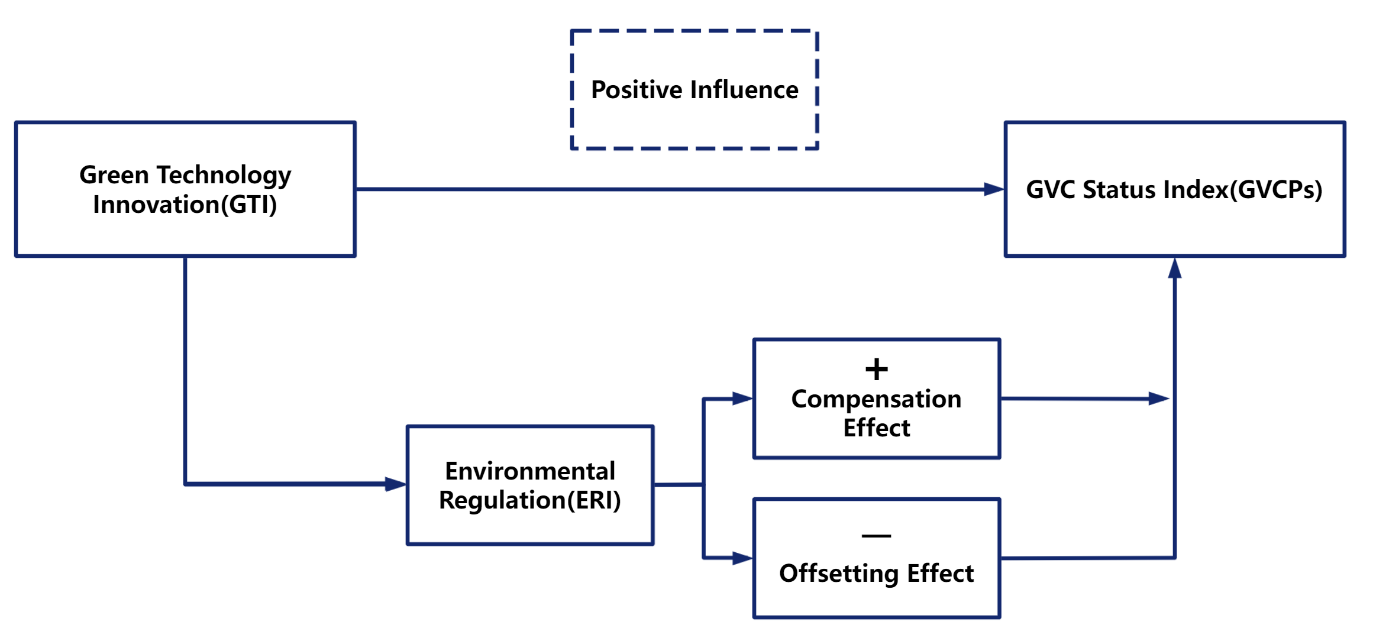 Positive Influence
Green Technology
Innovation(GTI)
GVC Status Index(GVCPs)
+
Compensation
Effect
Environmental
Regulation(ERI)
—
Offsetting Effect